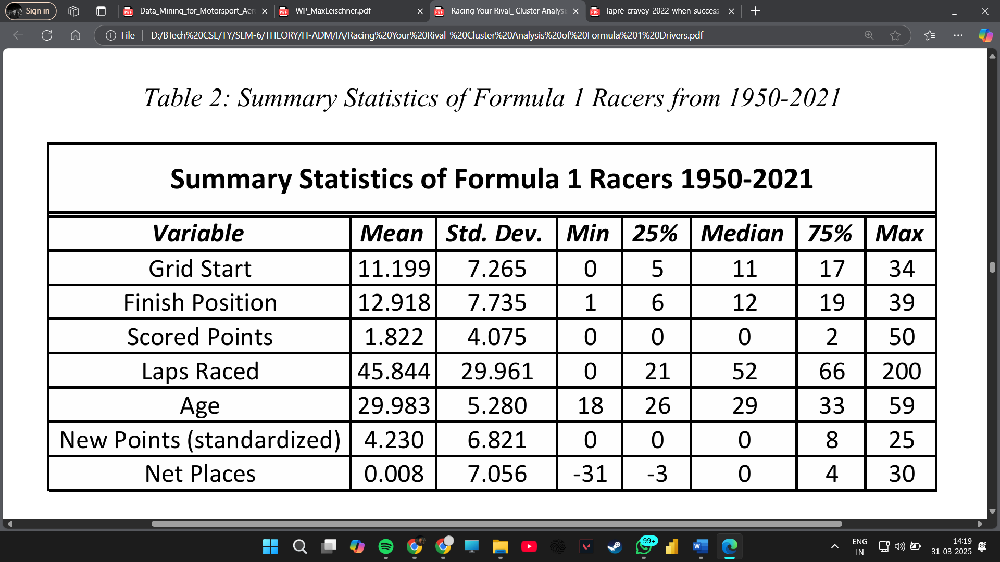 Sign in
Data_Mining_for_Motorsport_Aer
WP_MaxLeischner.pdf
Racing Your Rival_ Cluster Analysi
lapré-cravey-2022-when-success-
File
D:/BTech%20CSE/TY/SEM-6/THEORY/H-ADM/IA/Racing%20Your%20Rival_%20Cluster%20Analysis%20of%20Formula%201%20Drivers.pdf
Table 2: Summary Statistics of Formula 1 Racers from 1950-2021
Summary Statistics of Formula 1 Racers 1950-2021
Variable Mean Std. Dev. Min 25% Median 75% Max
Grid Start 11.199 7.265 0 5 11 17 34
Finish Position 12.918 7.735 1 6 12 19 39
Scored Points 1.822 4.075 0 0 0 2 50
Laps Raced 45.844 29.961 0 21 52 66 200
Age 29.983 5.280 18 26 29 33 59
New Points (standardized) 4.230 6.821 0 0 0 8 25
Net Places 0.008 7.056 -31 -3 0 4 30
99+
ENG
IN
14:19
31-03-2025